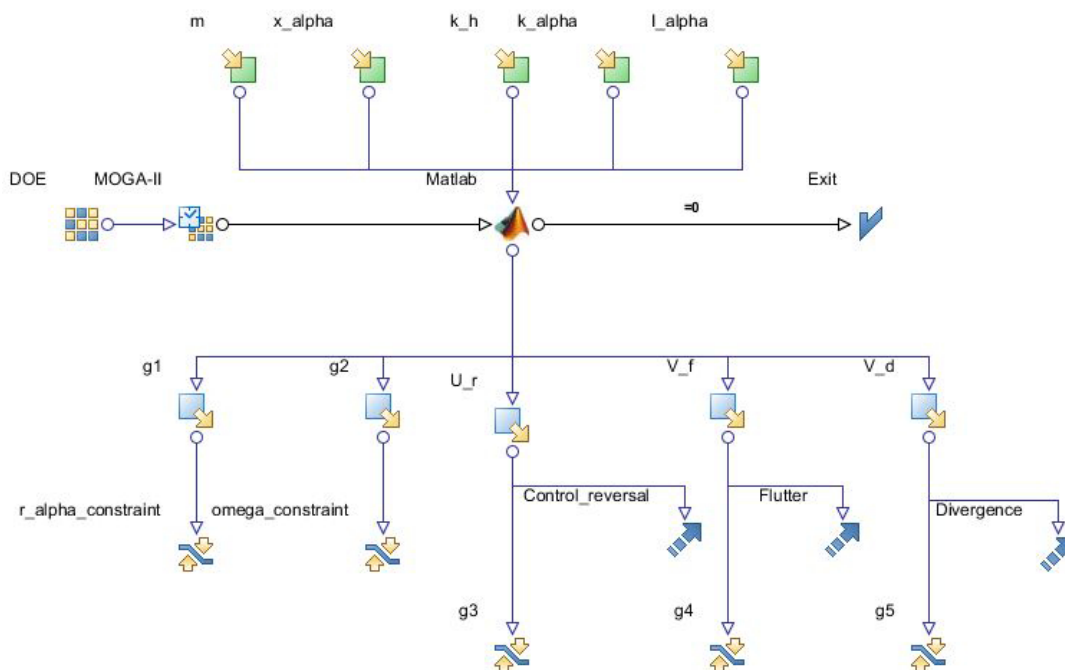 m
x_alpha
k_h
k_alpha
I_alpha
DOE
MOGA-II
Matlab
Exit
=0
g1
g2
U_r
V_f
V_d
r_alpha_constraint
omega_constraint
Control_reversal
Flutter
Divergence
g3
g4
g5